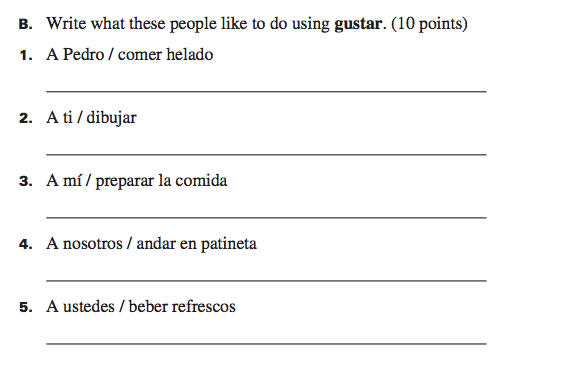 B. Write what these people like to do using gustar. (10 points)
1. A Pedro / comer helado
2. A ti / dibujar
3. A mí / preparar la comida
4. A nosotros / andar en patineta
5. A ustedes / beber refrescos